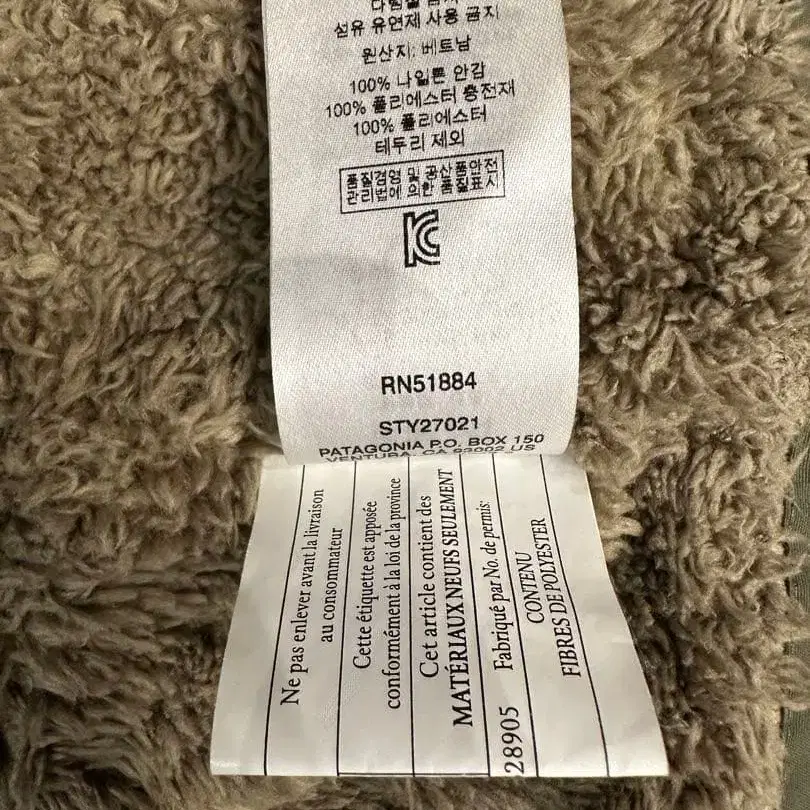 섬유 유연제 사용 금지
원산지: 베트남
100% 나일론 안감
100% 폴리에스터 충전재
100% 폴리에스터
테두리 제외
품질경영 및 공산품안전
관리법에 의한 품질표시
RN51884
STY27021
PATAGONIA P.O. BOX 150
VENTURA, CA 93002 US
Ne pas enlever avant la livraison
au consommateur
Cette étiquette est apposée
conformément à la loi de la province
Cet article contient des
MATÉRIAUX NEUFS SEULEMENT
Fabriqué par No. de permis:
28905
CONTENU
FIBRES DE POLYESTER